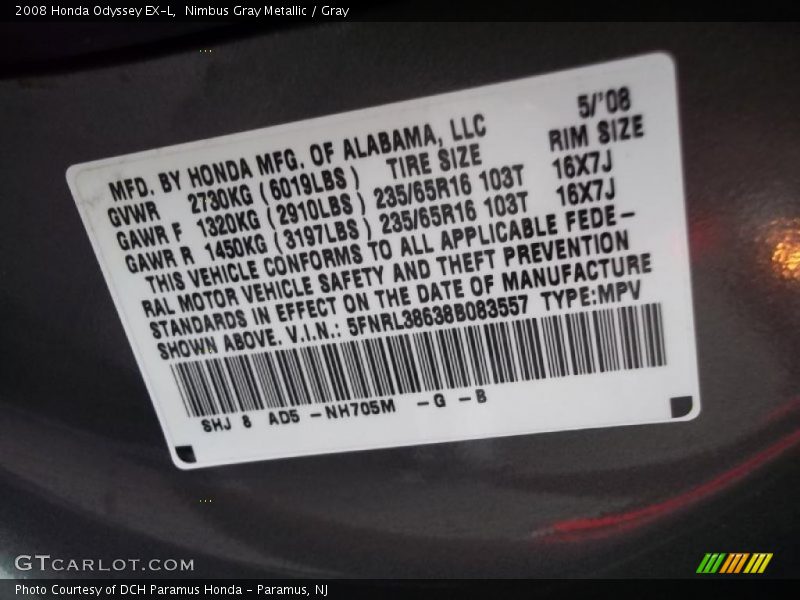 2008 Honda Odyssey EX-L,  Nimbus Gray Metallic / Gray
5/'08
MFD. BY HONDA MFG. OF ALABAMA, LLC
GVWR 2730KG (6019LBS) TIRE SIZE RIM SIZE
GAWR F 1320KG (2910LBS) 235/65R16 103T 16X7J
GAWR R 1450KG (3197LBS) 235/65R16 103T 16X7J
THIS VEHICLE CONFORMS TO ALL APPLICABLE FEDE-
RAL MOTOR VEHICLE SAFETY AND THEFT PREVENTION
STANDARDS IN EFFECT ON THE DATE OF MANUFACTURE
SHOWN ABOVE. V.I.N.: 5FNRL38638B083557 TYPE:MPV
SHJ 8 AD5 -NH705M -G -B
GTCARLOT.COM
Photo Courtesy of DCH Paramus Honda - Paramus, NJ